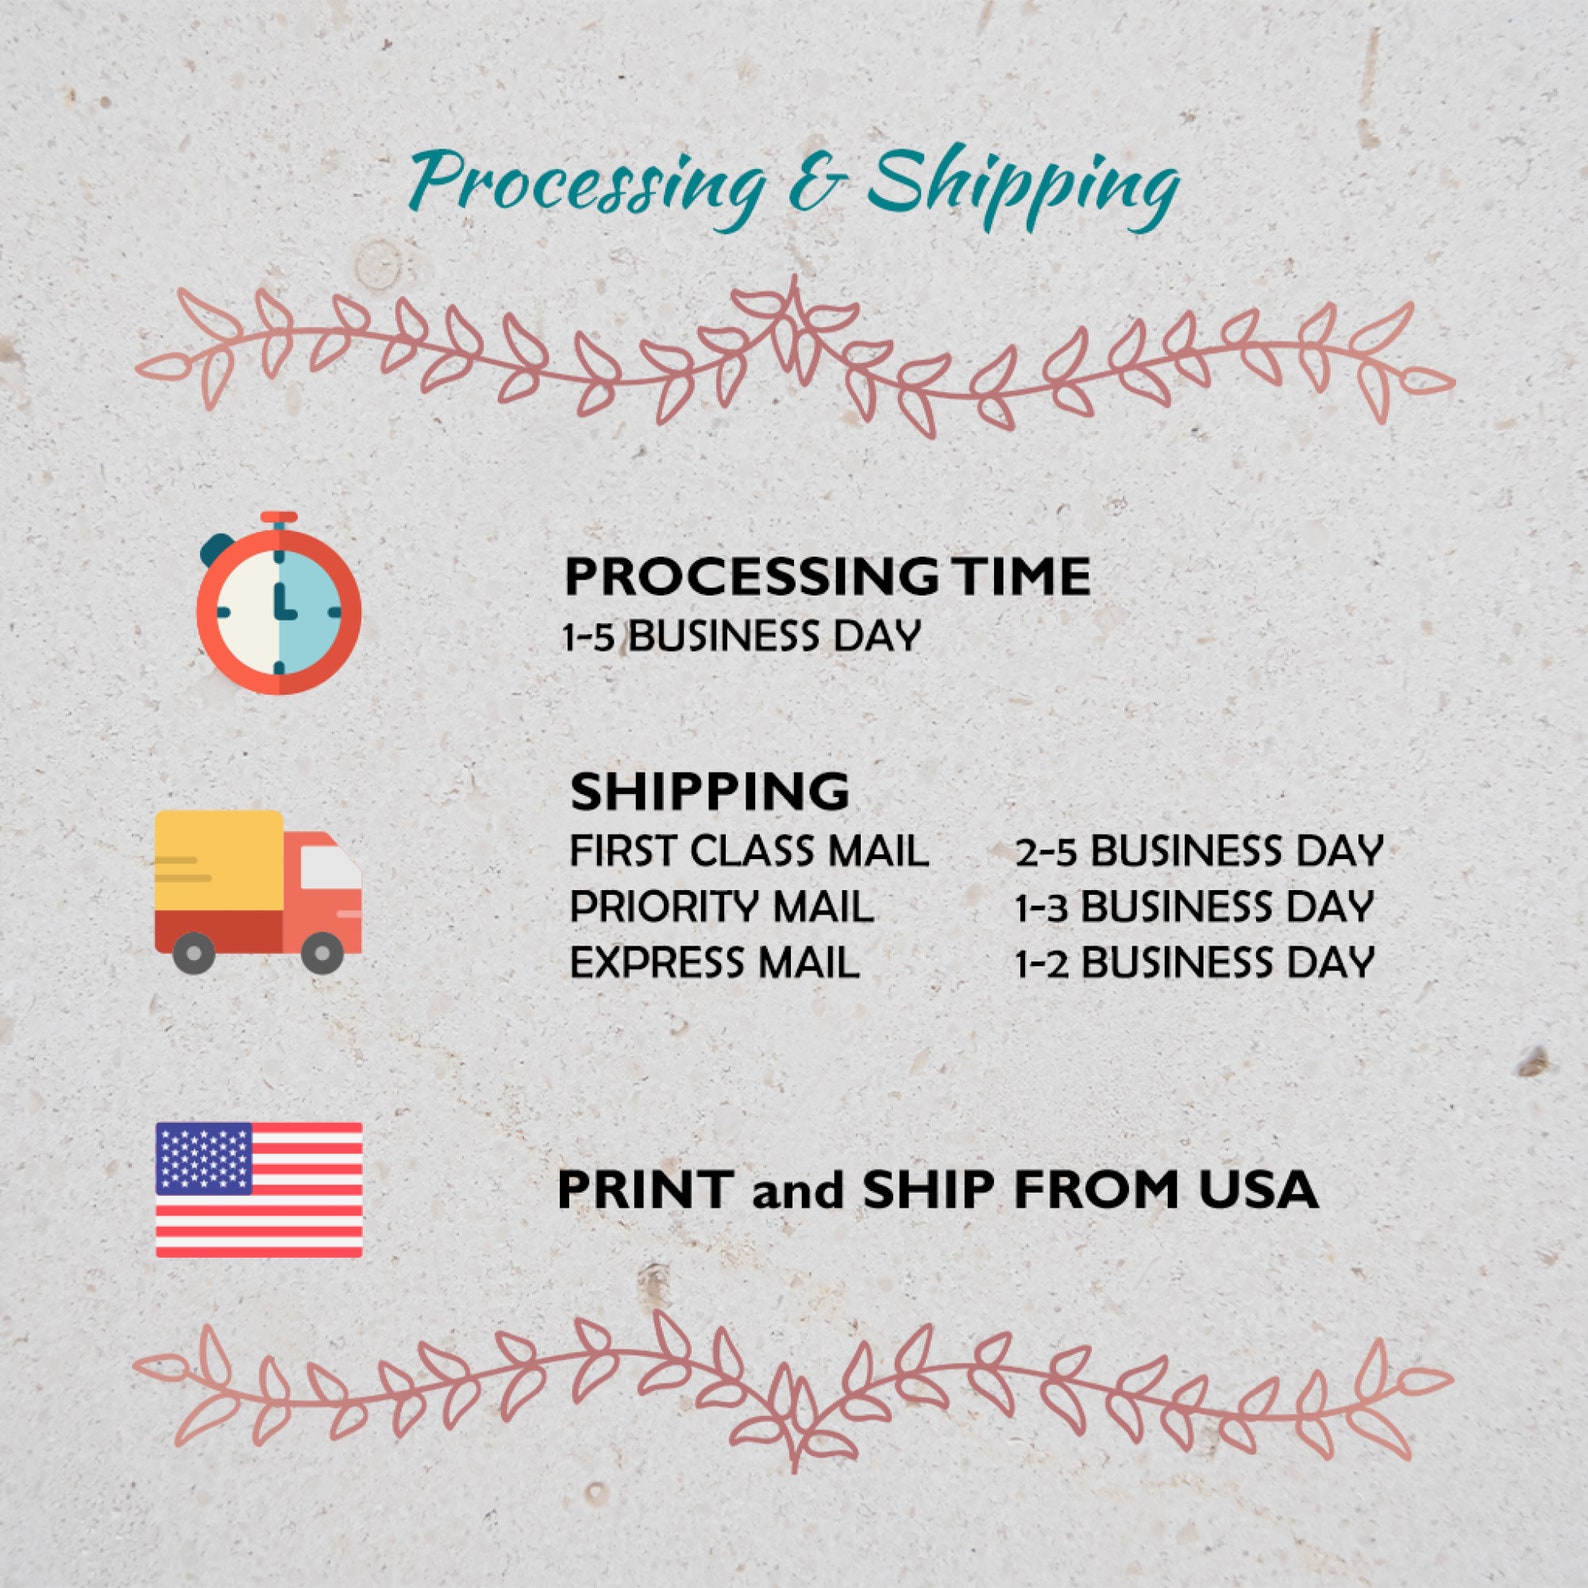 Processing & Shipping
PROCESSING TIME
1-5 BUSINESS DAY
SHIPPING
FIRST CLASS MAIL 2-5 BUSINESS DAY
PRIORITY MAIL 1-3 BUSINESS DAY
EXPRESS MAIL 1-2 BUSINESS DAY
PRINT and SHIP FROM USA